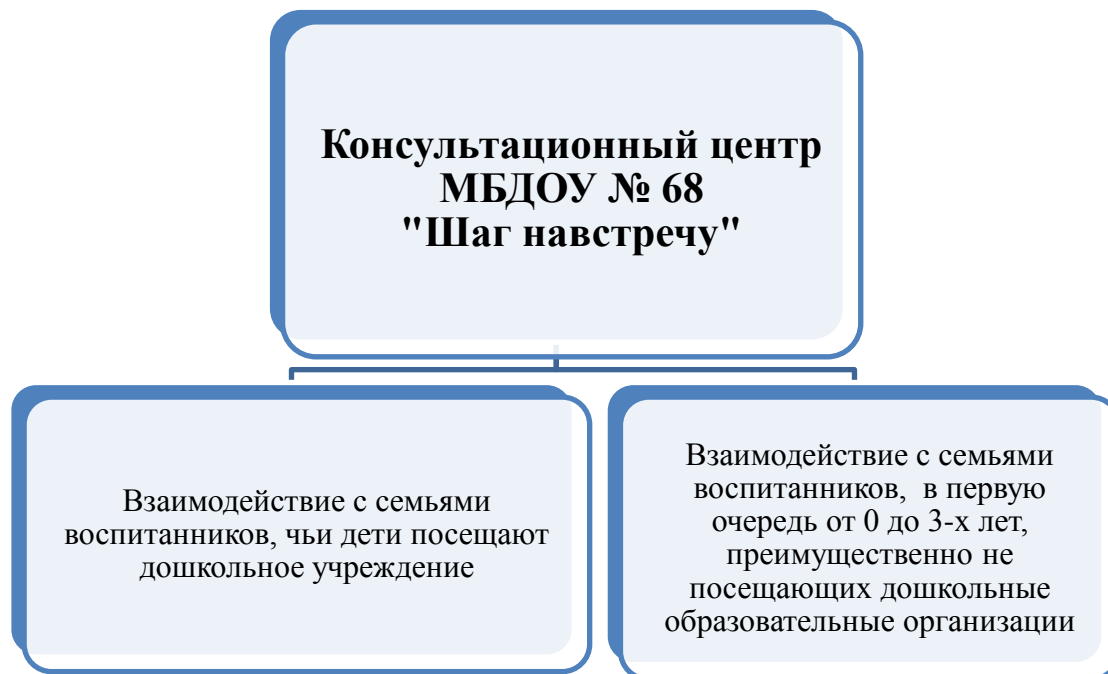 Консультационный центр
МБДОУ № 68
"Шаг навстречу"
Взаимодействие с семьями
воспитанников, чьи дети посещают
дошкольное учреждение
Взаимодействие с семьями
воспитанников, в первую
очередь от 0 до 3-х лет,
преимущественно не
посещающих дошкольные
образовательные организации